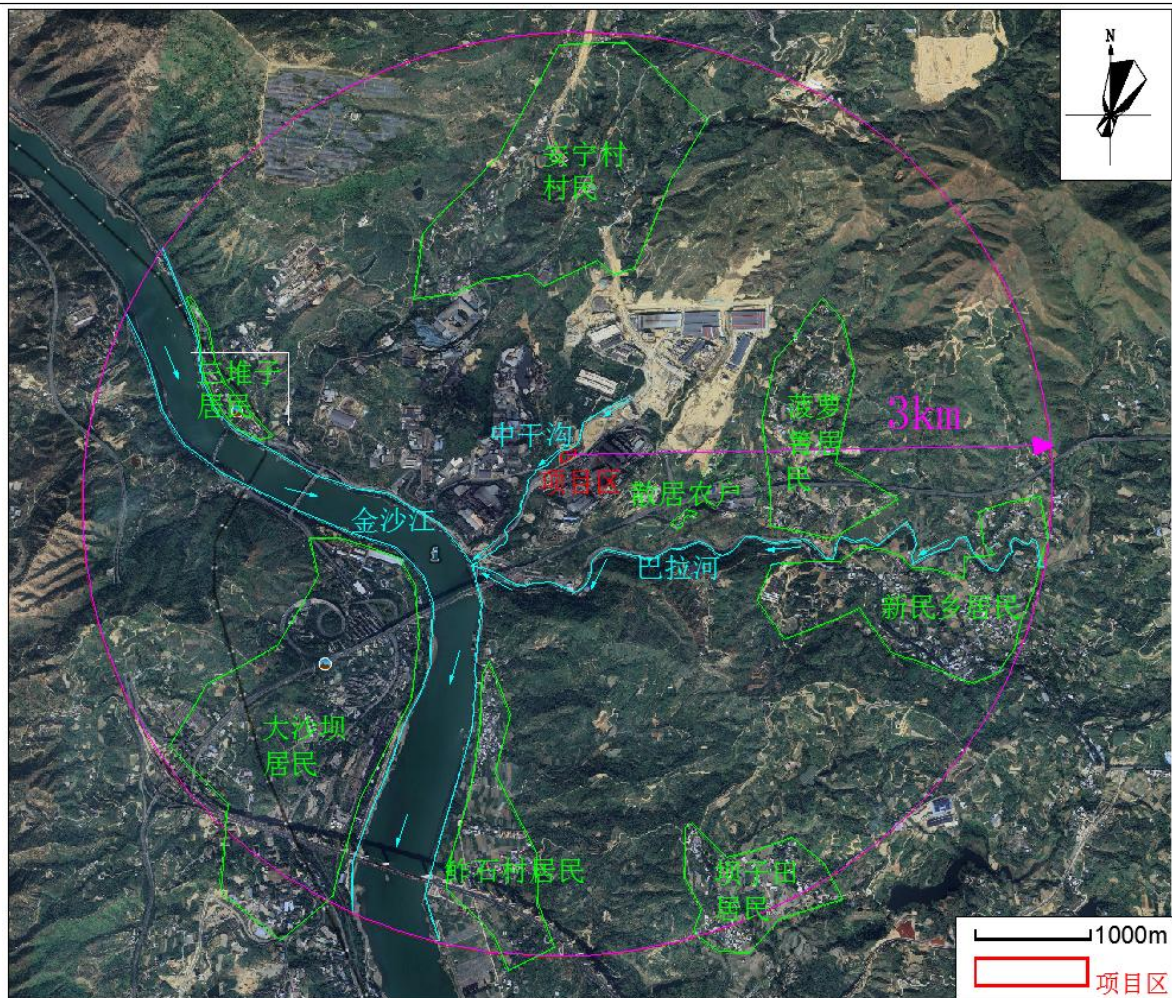 N
安宁村
村民
三堆子
居民
菠萝
箐居
民
3km
中干沟
项目区
散居农户
金沙江
巴拉河
新民乡居民
大沙坝
居民
鲊石村居民
坝子田
居民
1000m
项目区